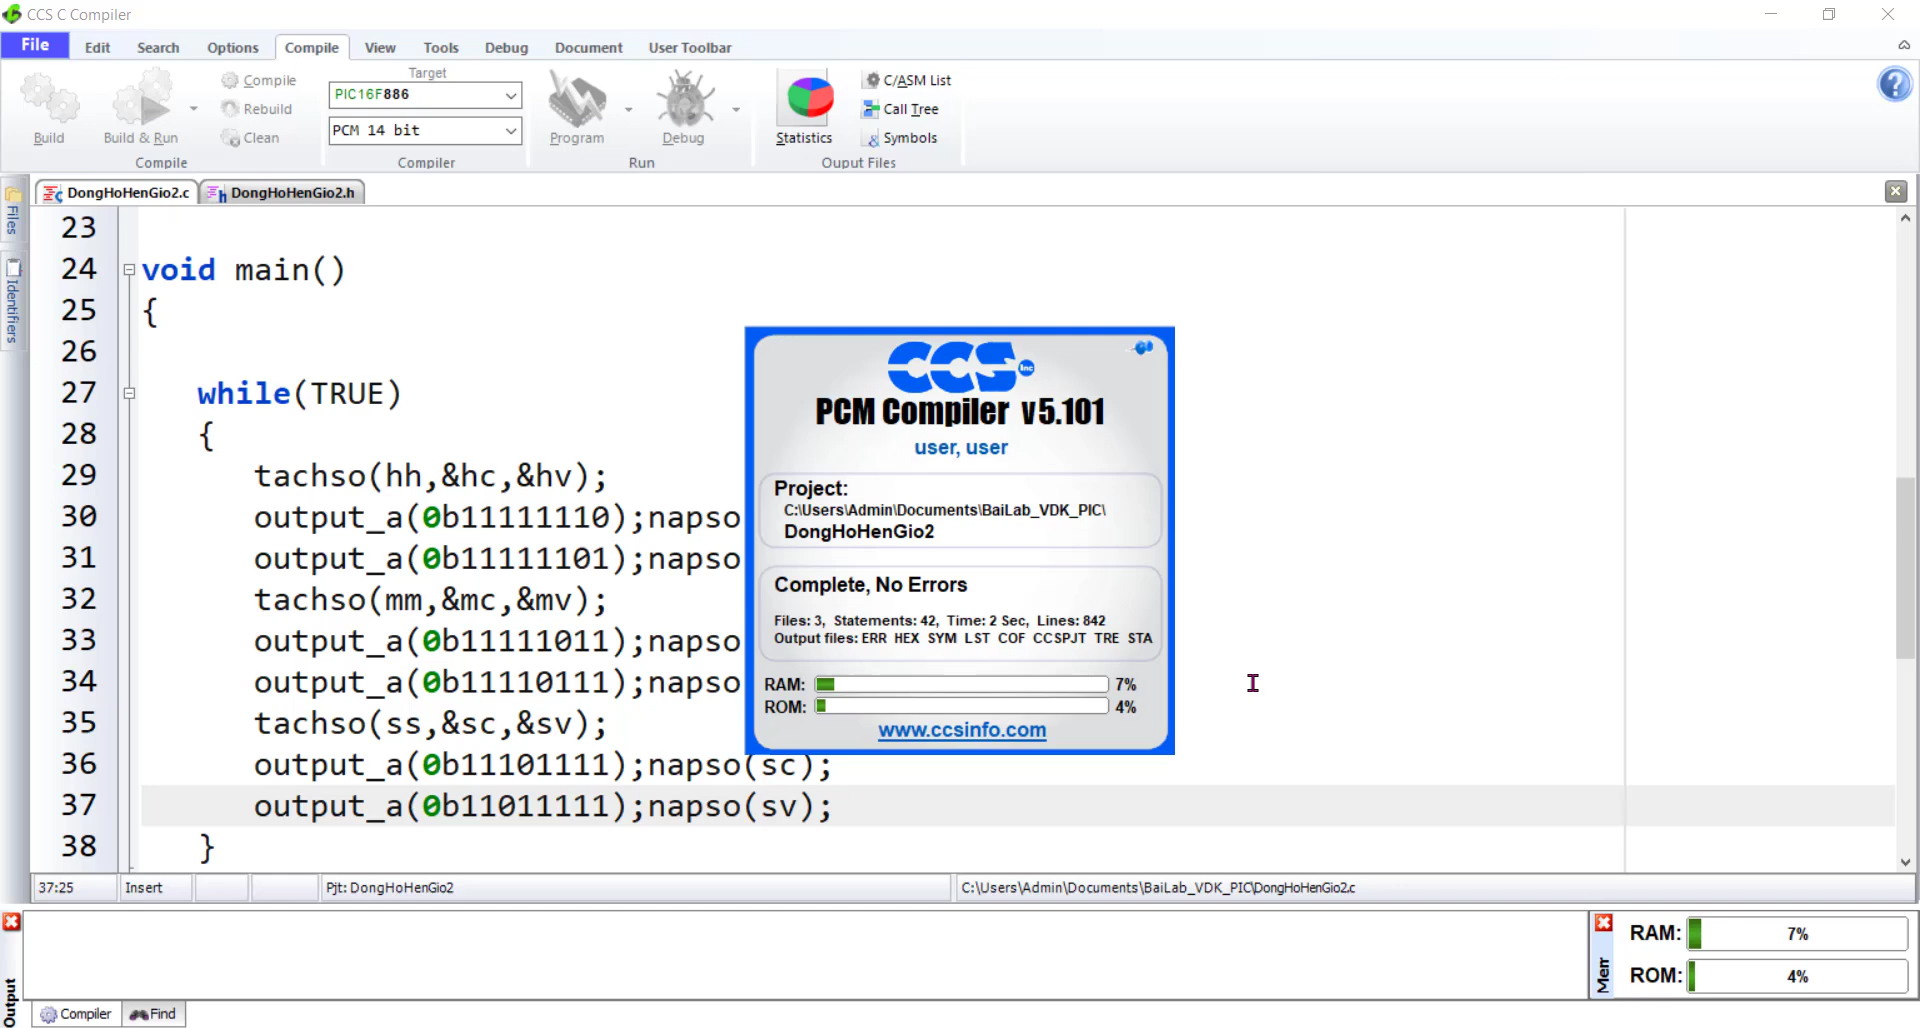 CCS C Compiler
File Edit Search Options Compile View Tools Debug Document User Toolbar
Build
Build & Run
Compile
Rebuild
Clean
Compile
Target
PIC16F886
PCM 14 bit
Compiler
Program
Debug
Run
Statistics
C/ASM List
Call Tree
Symbols
Ouput Files
Files
Identifiers
DongHoHenGio2.c DongHoHenGio2.h
23
24 void main()
25 {
26
27 while(TRUE)
28 {
29 tachso(hh,&hc,&hv);
30 output_a(0b11111110);napso
31 output_a(0b11111101);napso
32 tachso(mm,&mc,&mv);
33 output_a(0b11111011);napso
34 output_a(0b11110111);napso
35 tachso(ss,&sc,&sv);
36 output_a(0b11101111);napso(sc);
37 output_a(0b11011111);napso(sv);
38 }
CCS Inc
PCM Compiler v5.101
user, user
Project:
C:\Users\Admin\Documents\BaiLab_VDK_PIC\
DongHoHenGio2
Complete, No Errors
Files: 3, Statements: 42, Time: 2 Sec, Lines: 842
Output files: ERR HEX SYM LST COF CCSPJT TRE STA
RAM: 7%
ROM: 4%
www.ccsinfo.com
37:25 Insert Pjt: DongHoHenGio2 C:\Users\Admin\Documents\BaiLab_VDK_PIC\DongHoHenGio2.c
Output
Compiler Find
Merr
RAM: 7%
ROM: 4%